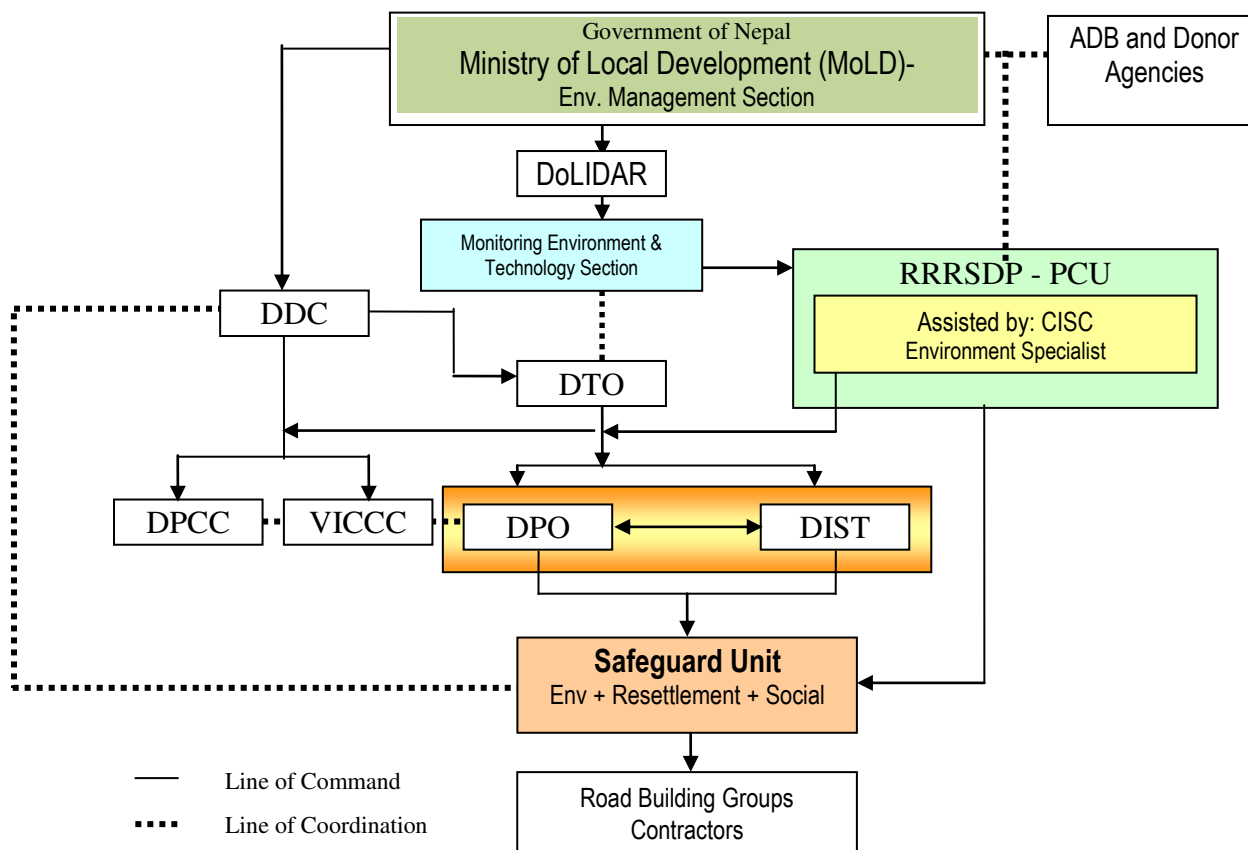 Government of Nepal
Ministry of Local Development (MoLD)-
Env. Management Section
ADB and Donor
Agencies
DoLIDAR
Monitoring Environment &
Technology Section
RRRSDP - PCU
Assisted by: CISC
Environment Specialist
DDC
DTO
DPCC
VICCC
DPO
DIST
Safeguard Unit
Env + Resettlement + Social
Line of Command
Line of Coordination
Road Building Groups
Contractors